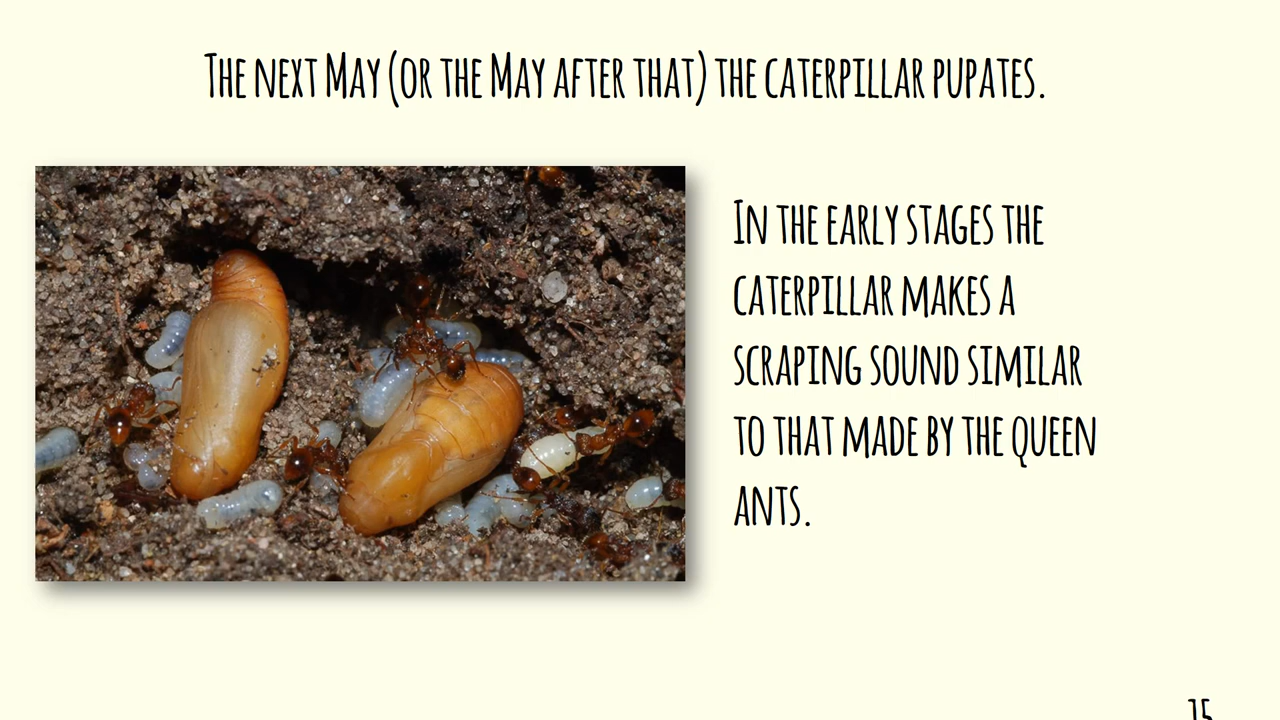 The next May (or the May after that) the caterpillar pupates.
In the early stages the
caterpillar makes a
scraping sound similar
to that made by the queen
ants.
15